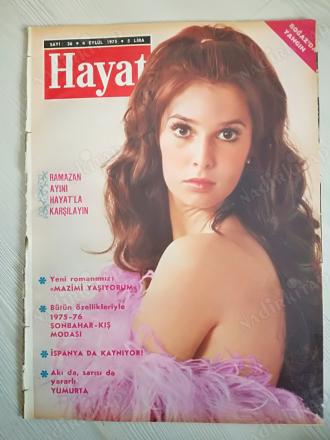 SAYI: 36 ★ 4 EYLÜL 1975 ★ 5 LİRA
Hayat
BOĞAZ'DA
YANGIN
RAMAZAN
AYINI
HAYAT'LA
KARŞILAYIN
Yeni romanımız:
«MAZİMİ YAŞIYORUM»
Bütün özellikleriyle
1975-76
SONBAHAR-KIŞ
MODASI
İSPANYA DA KAYNIYOR!
Akı da, sarısı da
yararlı
YUMURTA